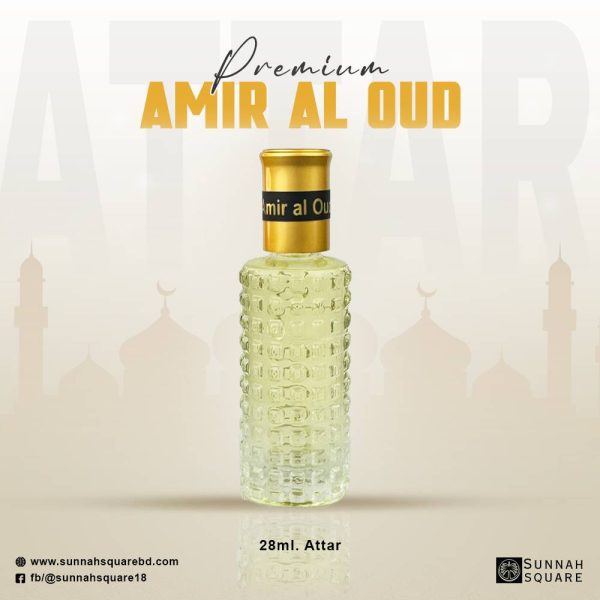 ATTAR
Premium
AMIR AL OUD
Amir al Oud
28ml. Attar
www.sunnahsquarebd.com
fb/@sunnahsquare18
SUNNAH
SQUARE